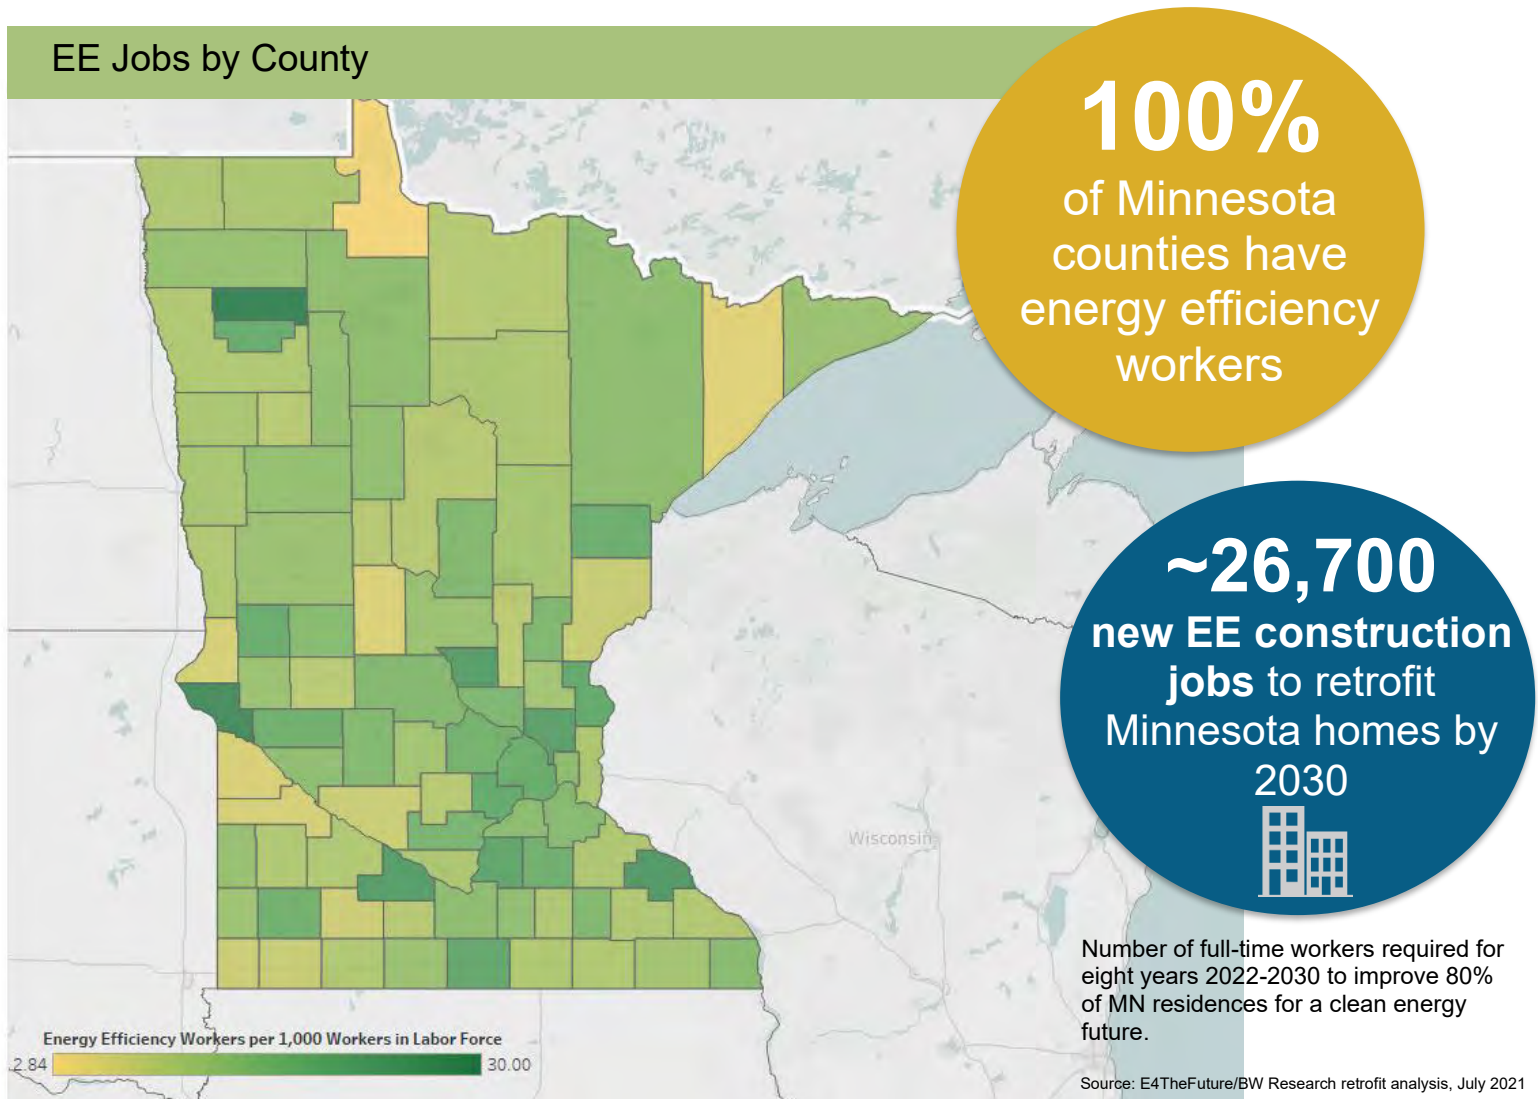 EE Jobs by County
100%
of Minnesota
counties have
energy efficiency
workers
~26,700
new EE construction
jobs to retrofit
Minnesota homes by
2030
Wisconsin
Number of full-time workers required for
eight years 2022-2030 to improve 80%
of MN residences for a clean energy
future.
Energy Efficiency Workers per 1,000 Workers in Labor Force
2.84 30.00
Source: E4TheFuture/BW Research retrofit analysis, July 2021